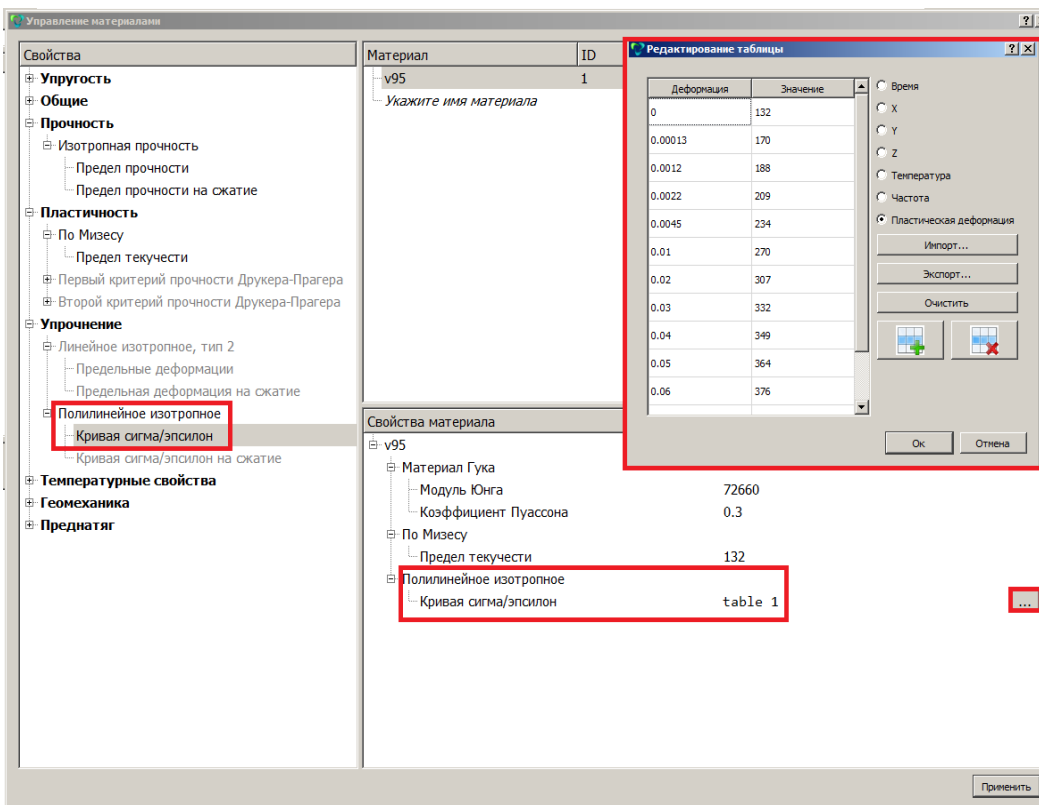 Управление материалами
?
Свойства
Упругость
Общие
Прочность
Изотропная прочность
Предел прочности
Предел прочности на сжатие
Пластичность
По Мизесу
Предел текучести
Первый критерий прочности Друкера-Прагера
Второй критерий прочности Друкера-Прагера
Упрочнение
Линейное изотропное, тип 2
Предельные деформации
Предельная деформация на сжатие
Полилинейное изотропное
Кривая сигма/эпсилон
Кривая сигма/эпсилон на сжатие
Температурные свойства
Геомеханика
Преднатяг
Материал ID
v95 1
Укажите имя материала
Редактирование таблицы
Деформация Значение
0 132
0.00013 170
0.0012 188
0.0022 209
0.0045 234
0.01 270
0.02 307
0.03 332
0.04 349
0.05 364
0.06 376
Время
X
Y
Z
Температура
Частота
Пластическая деформация
Импорт...
Экспорт...
Очистить
Ок Отмена
Свойства материала
v95
Материал Гука
Модуль Юнга 72660
Коэффициент Пуассона 0.3
По Мизесу
Предел текучести 132
Полилинейное изотропное
Кривая сигма/эпсилон table 1 ...
Применить